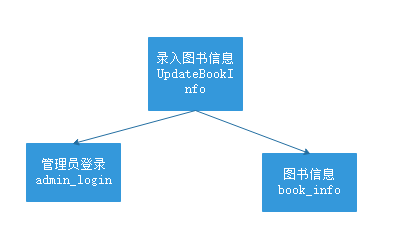 录入图书信息
UpdateBookI
nfo
管理员登录
admin_login
图书信息
book_info